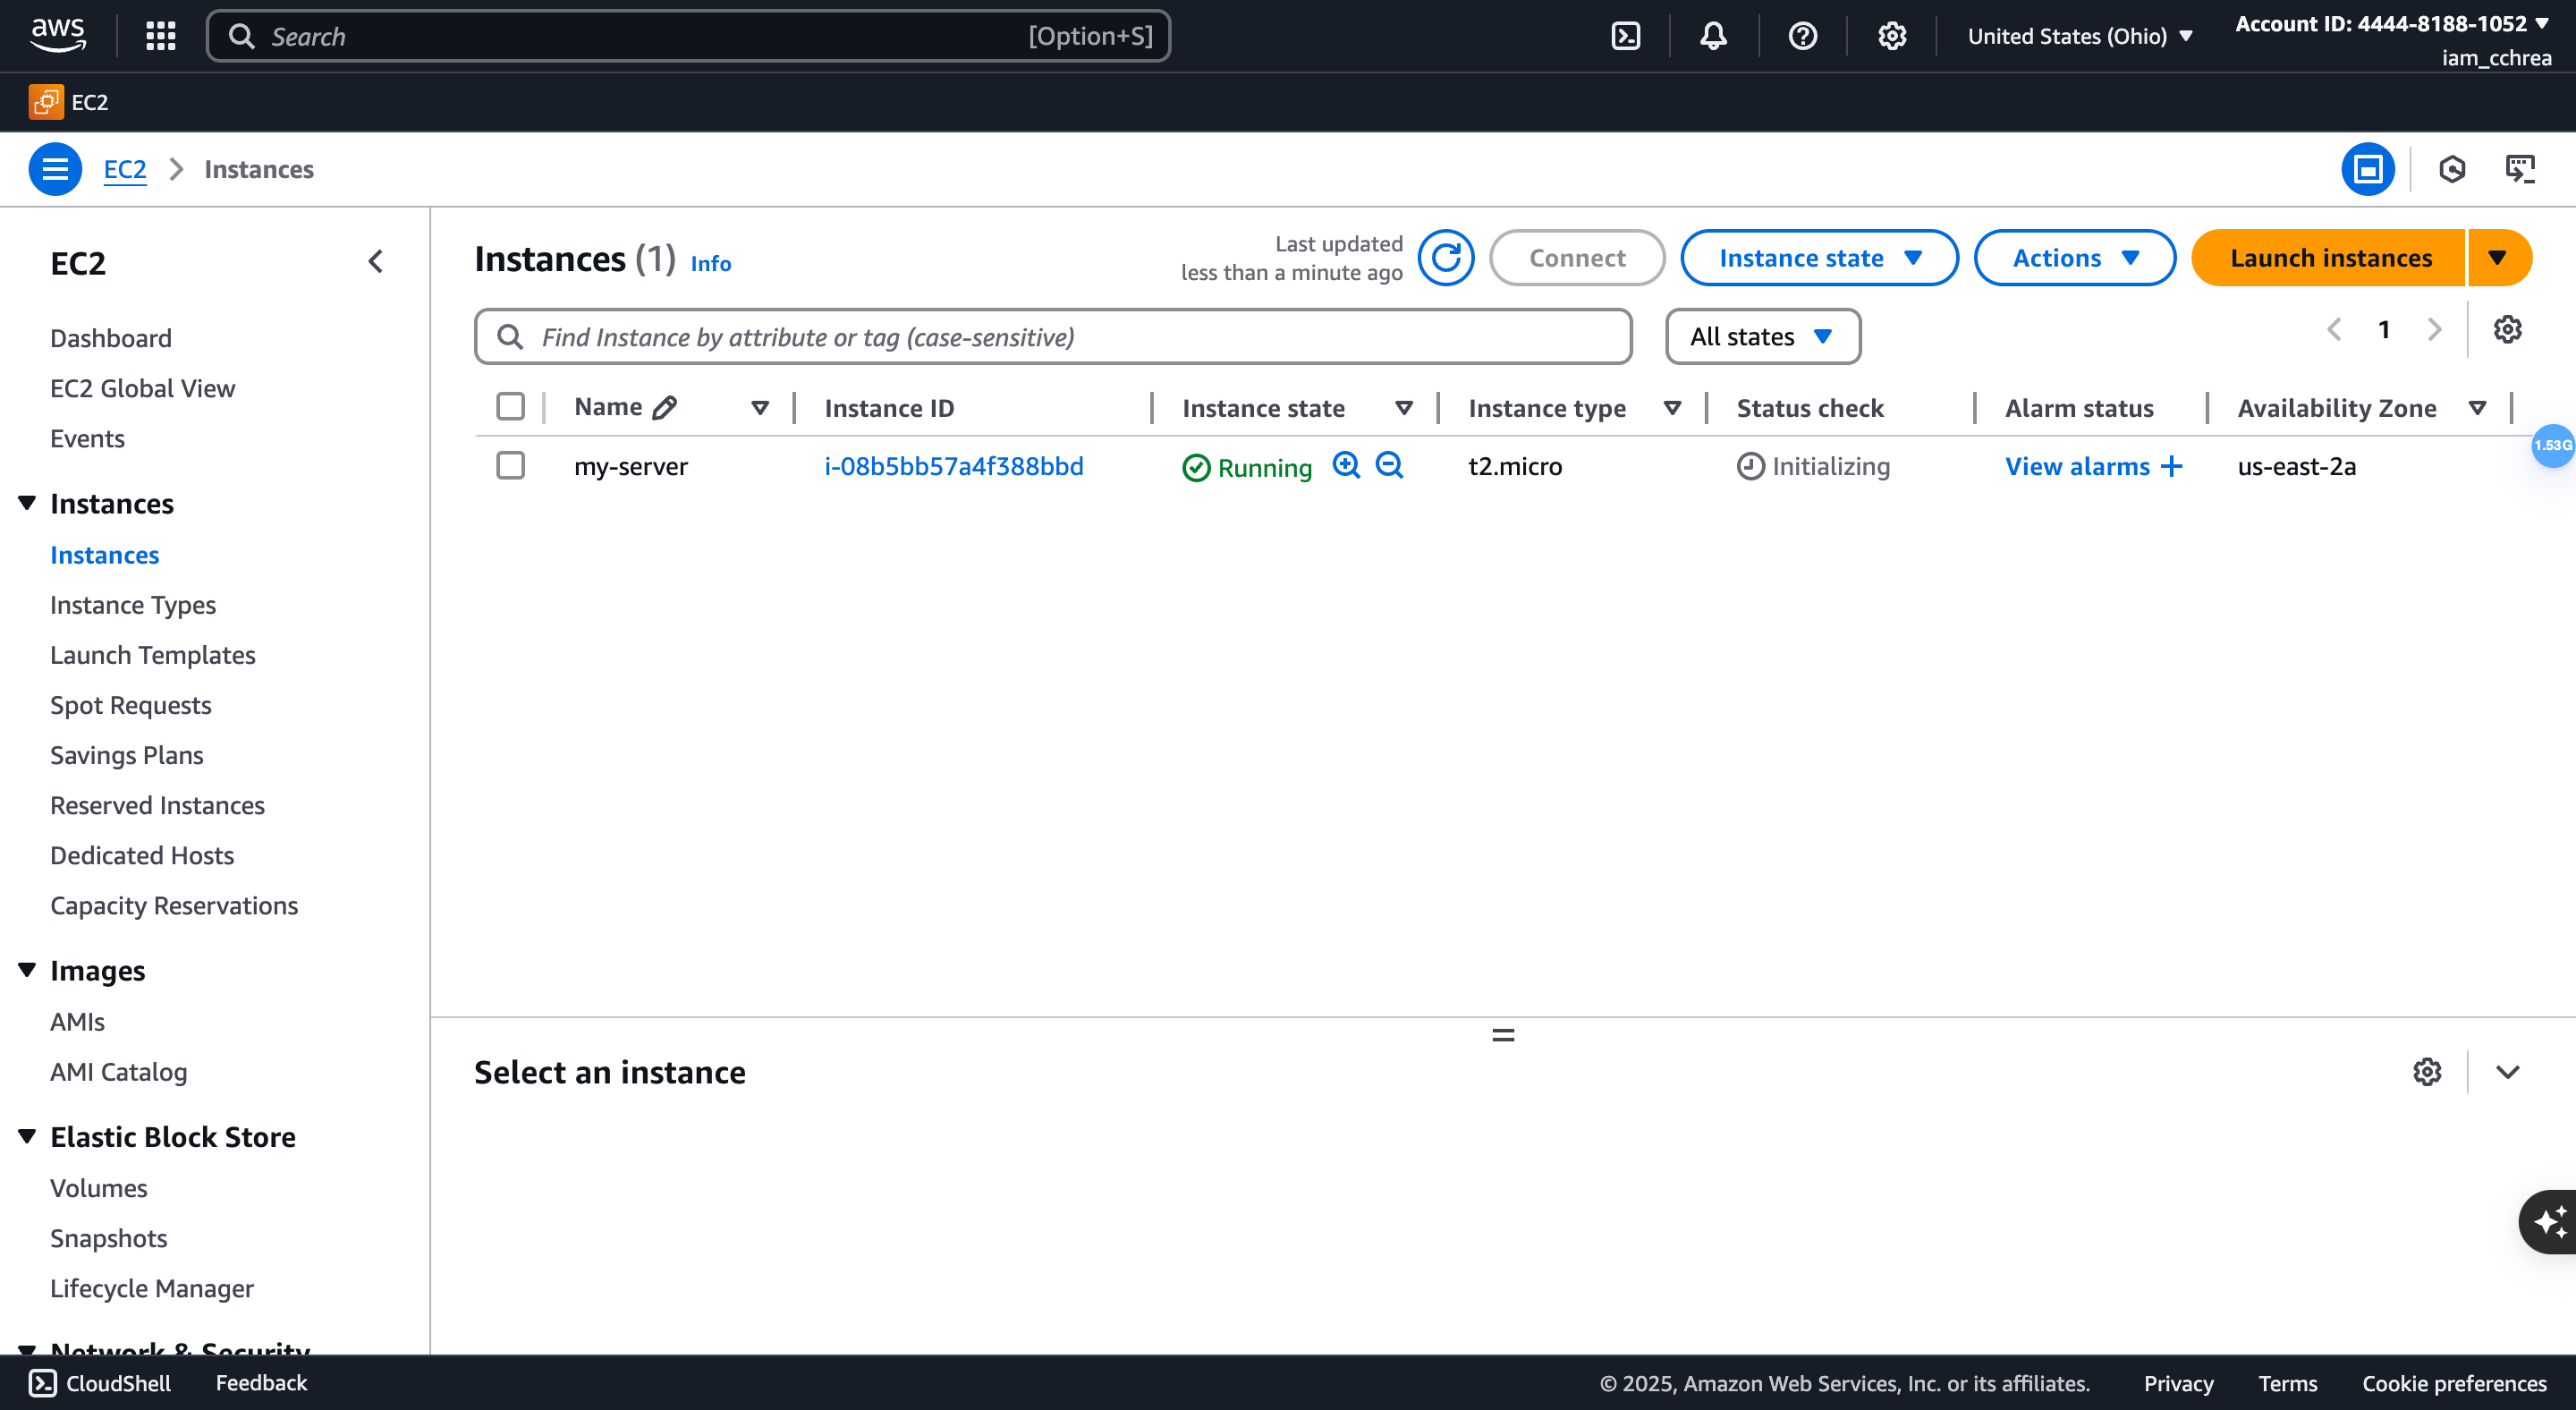 aws
Search
[Option+S]
United States (Ohio)
Account ID: 4444-8188-1052
iam_cchrea
EC2
EC2
Instances
EC2
Dashboard
EC2 Global View
Events
Instances
Instances
Instance Types
Launch Templates
Spot Requests
Savings Plans
Reserved Instances
Dedicated Hosts
Capacity Reservations
Images
AMIs
AMI Catalog
Elastic Block Store
Volumes
Snapshots
Lifecycle Manager
Network & Security
Instances (1) Info
Last updated
less than a minute ago
Connect
Instance state
Actions
Launch instances
Find Instance by attribute or tag (case-sensitive)
All states
1
Name Instance ID Instance state Instance type Status check Alarm status Availability Zone
my-server i-08b5bb57a4f388bbd Running t2.micro Initializing View alarms + us-east-2a
1.53G
Select an instance
CloudShell
Feedback
© 2025, Amazon Web Services, Inc. or its affiliates.
Privacy
Terms
Cookie preferences